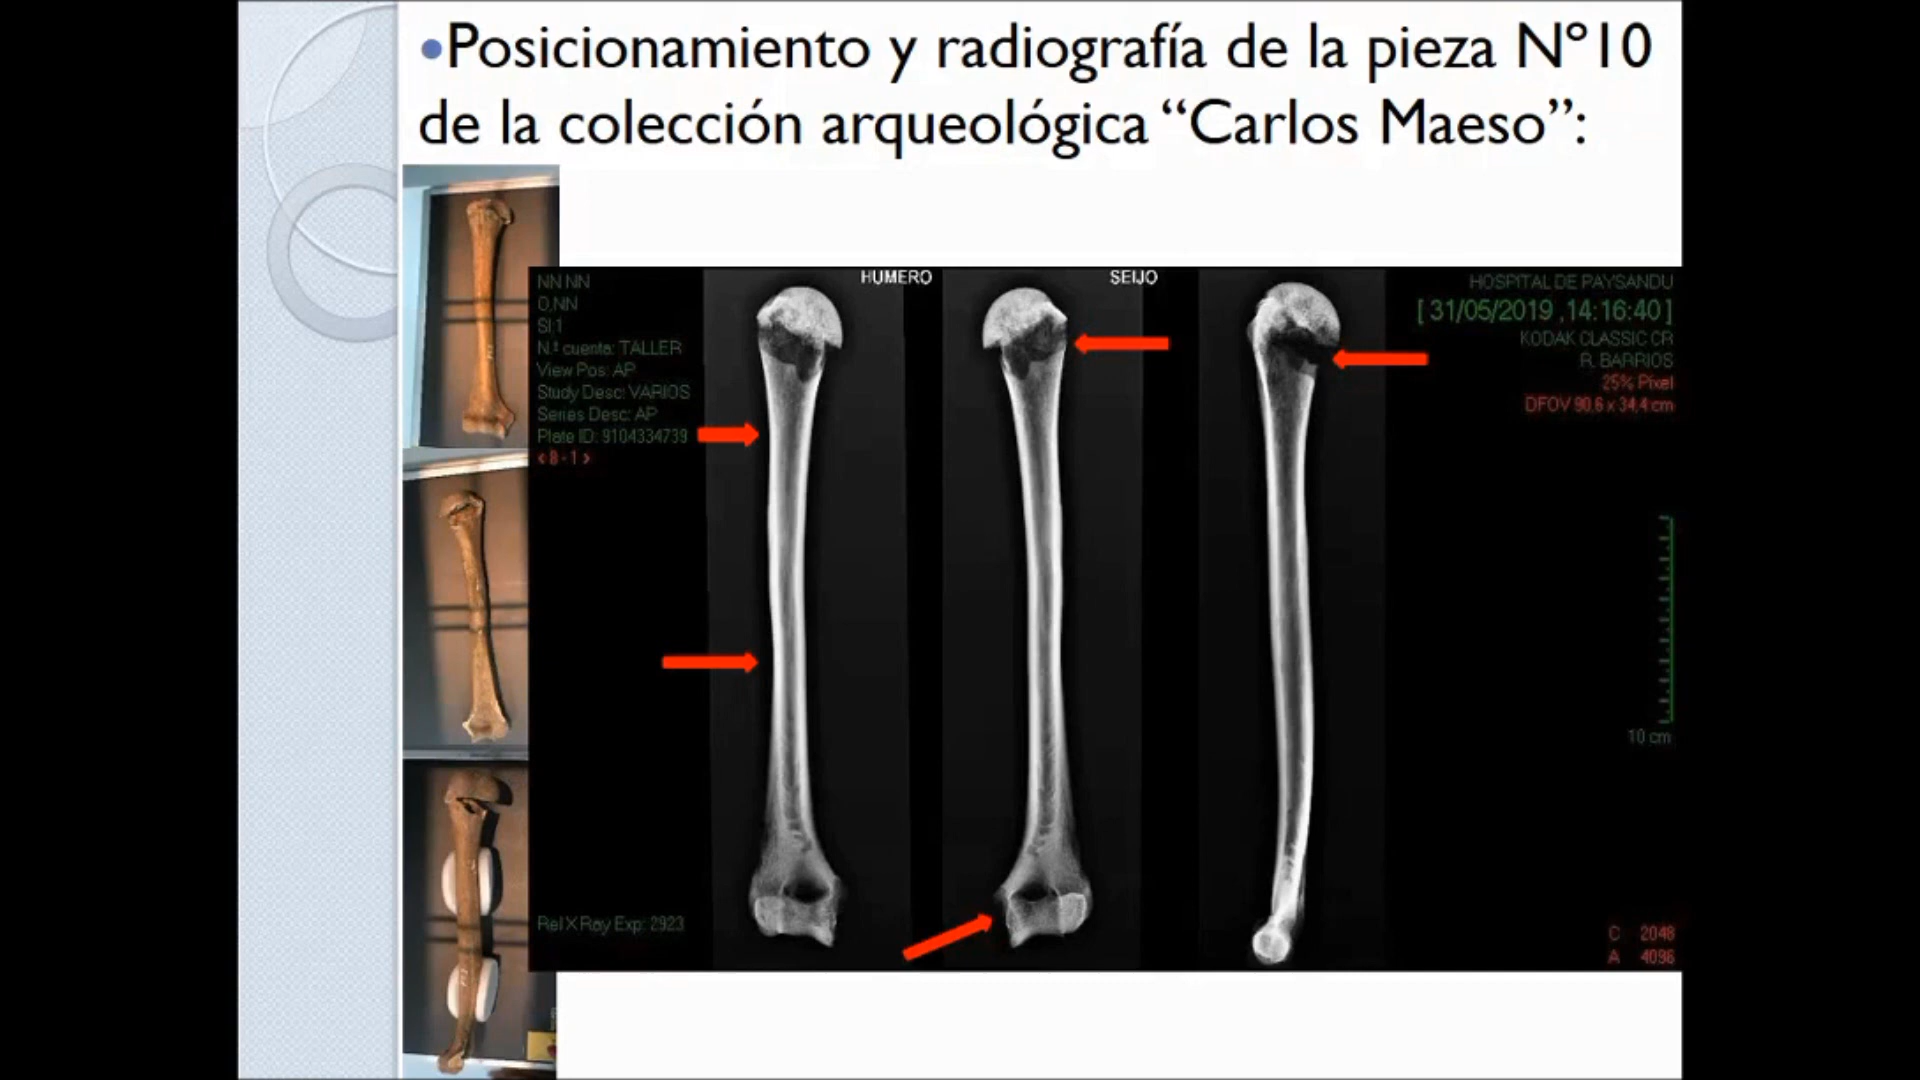 •Posicionamiento y radiografía de la pieza Nº10
de la colección arqueológica “Carlos Maeso”:
HUMERO
SEIJO
NN NN
O,NN
SI:1
N.º cuenta: TALLER
View Pos: AP
Study Desc: VARIOS
Series Desc: AP
Plate ID: 9104334739
< 8 - 1 >
Rel X Ray Exp: 2923
HOSPITAL DE PAYSANDU
[ 31/05/2019 ,14:16:40 ]
KODAK CLASSIC CR
R. BARRIOS
25% Píxel
DFOV 90,6 x 34,4 cm
10 cm
C 2048
A 4096